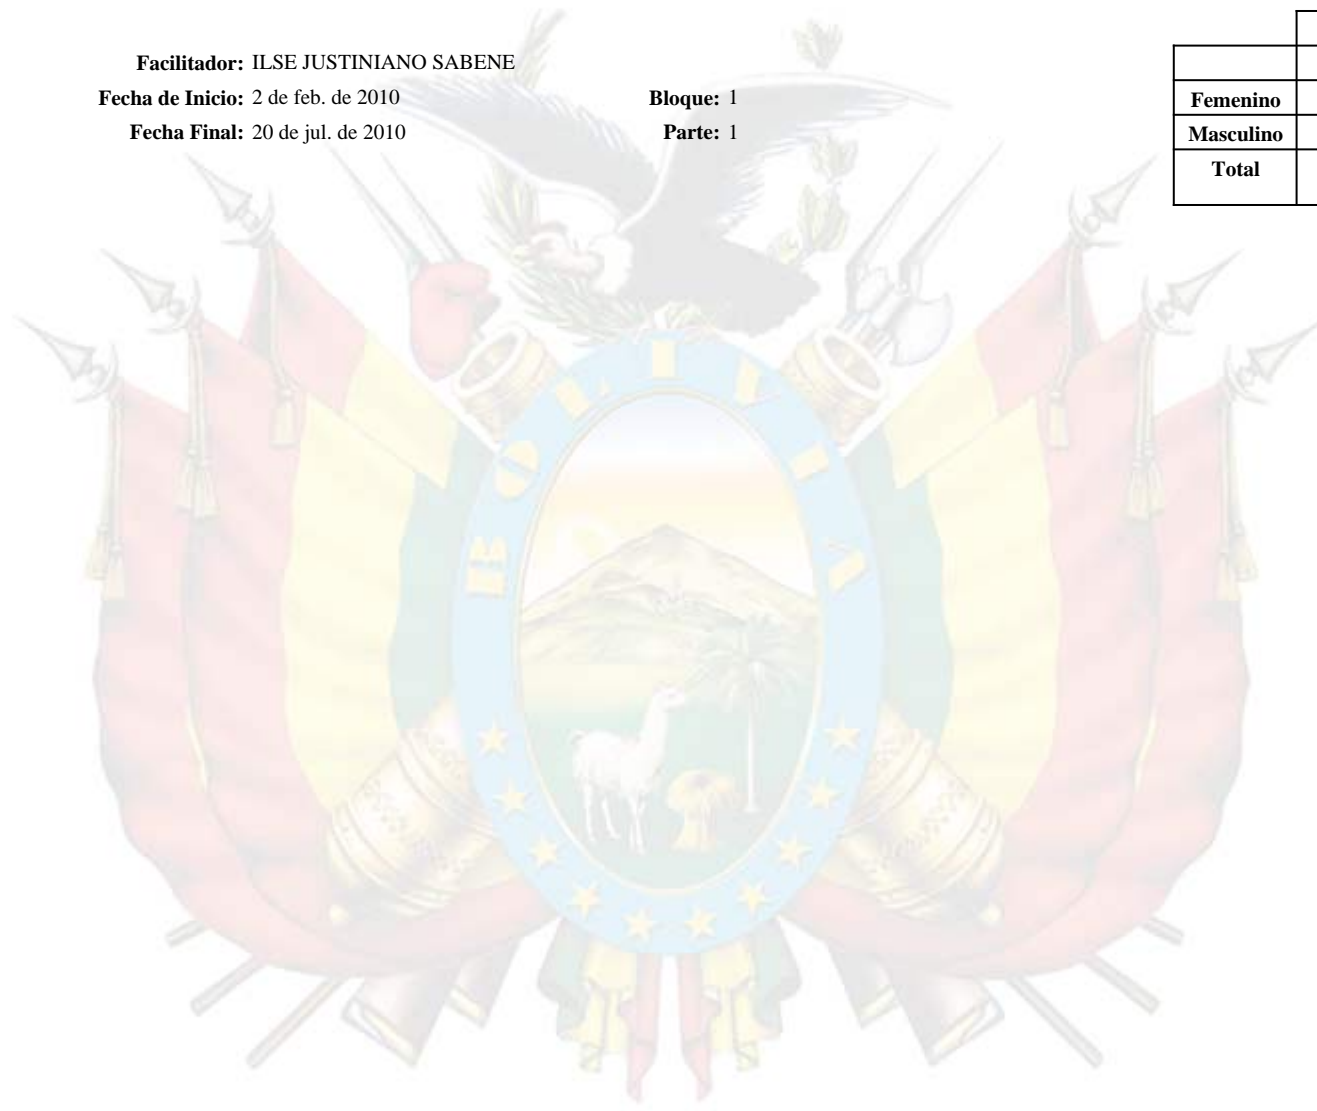 Facilitador: ILSE JUSTINIANO SABENE
Fecha de Inicio: 2 de feb. de 2010 Bloque: 1
Fecha Final: 20 de jul. de 2010 Parte: 1
Femenino
Masculino
Total
BOLIVIA